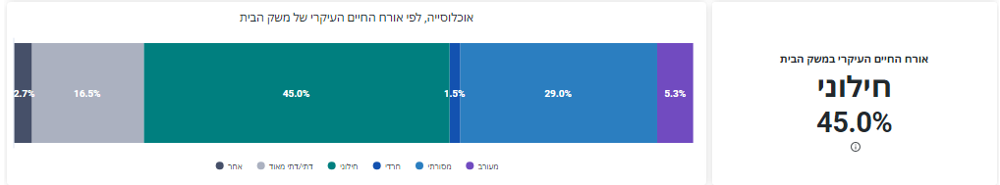 אוכלוסייה, לפי אורח החיים העיקרי של משק הבית
2.7% 16.5% 45.0% 1.5% 29.0% 5.3%
מעורב מסורתי חרדי חילוני דתי/דתי מאוד אחר
אורח החיים העיקרי במשק הבית
חילוני
45.0%